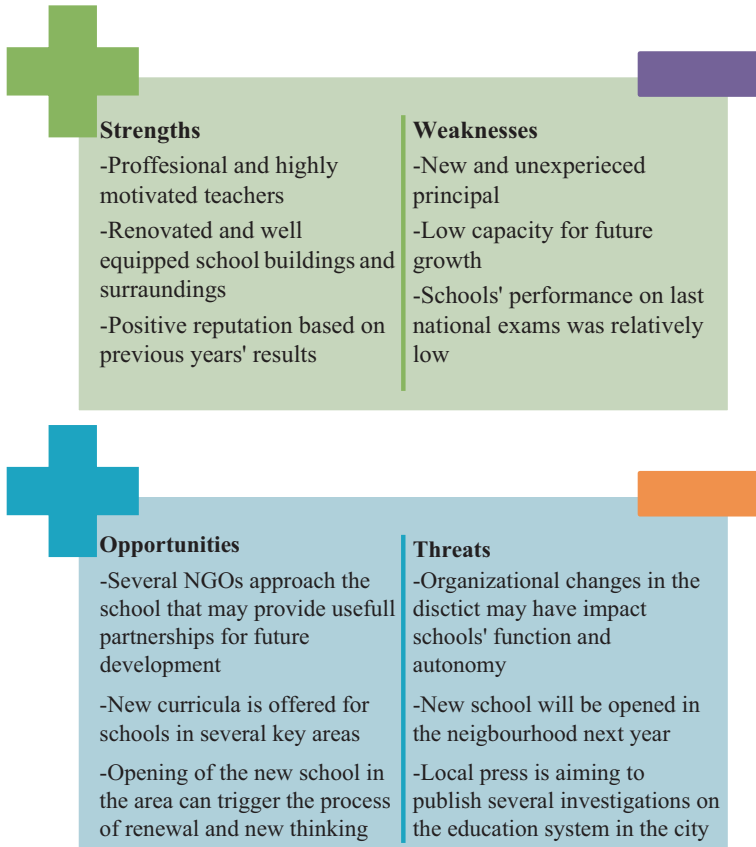 Strengths
-Proffesional and highly
motivated teachers
-Renovated and well
equipped school buildings and
surraundings
-Positive reputation based on
previous years' results
Weaknesses
-New and unexperieced
principal
-Low capacity for future
growth
-Schools' performance on last
national exams was relatively
low
Opportunities
-Several NGOs approach the
school that may provide usefull
partnerships for future
development
-New curricula is offered for
schools in several key areas
-Opening of the new school in
the area can trigger the process
of renewal and new thinking
Threats
-Organizational changes in the
disctict may have impact
schools' function and
autonomy
-New school will be opened in
the neigbourhood next year
-Local press is aiming to
publish several investigations on
the education system in the city